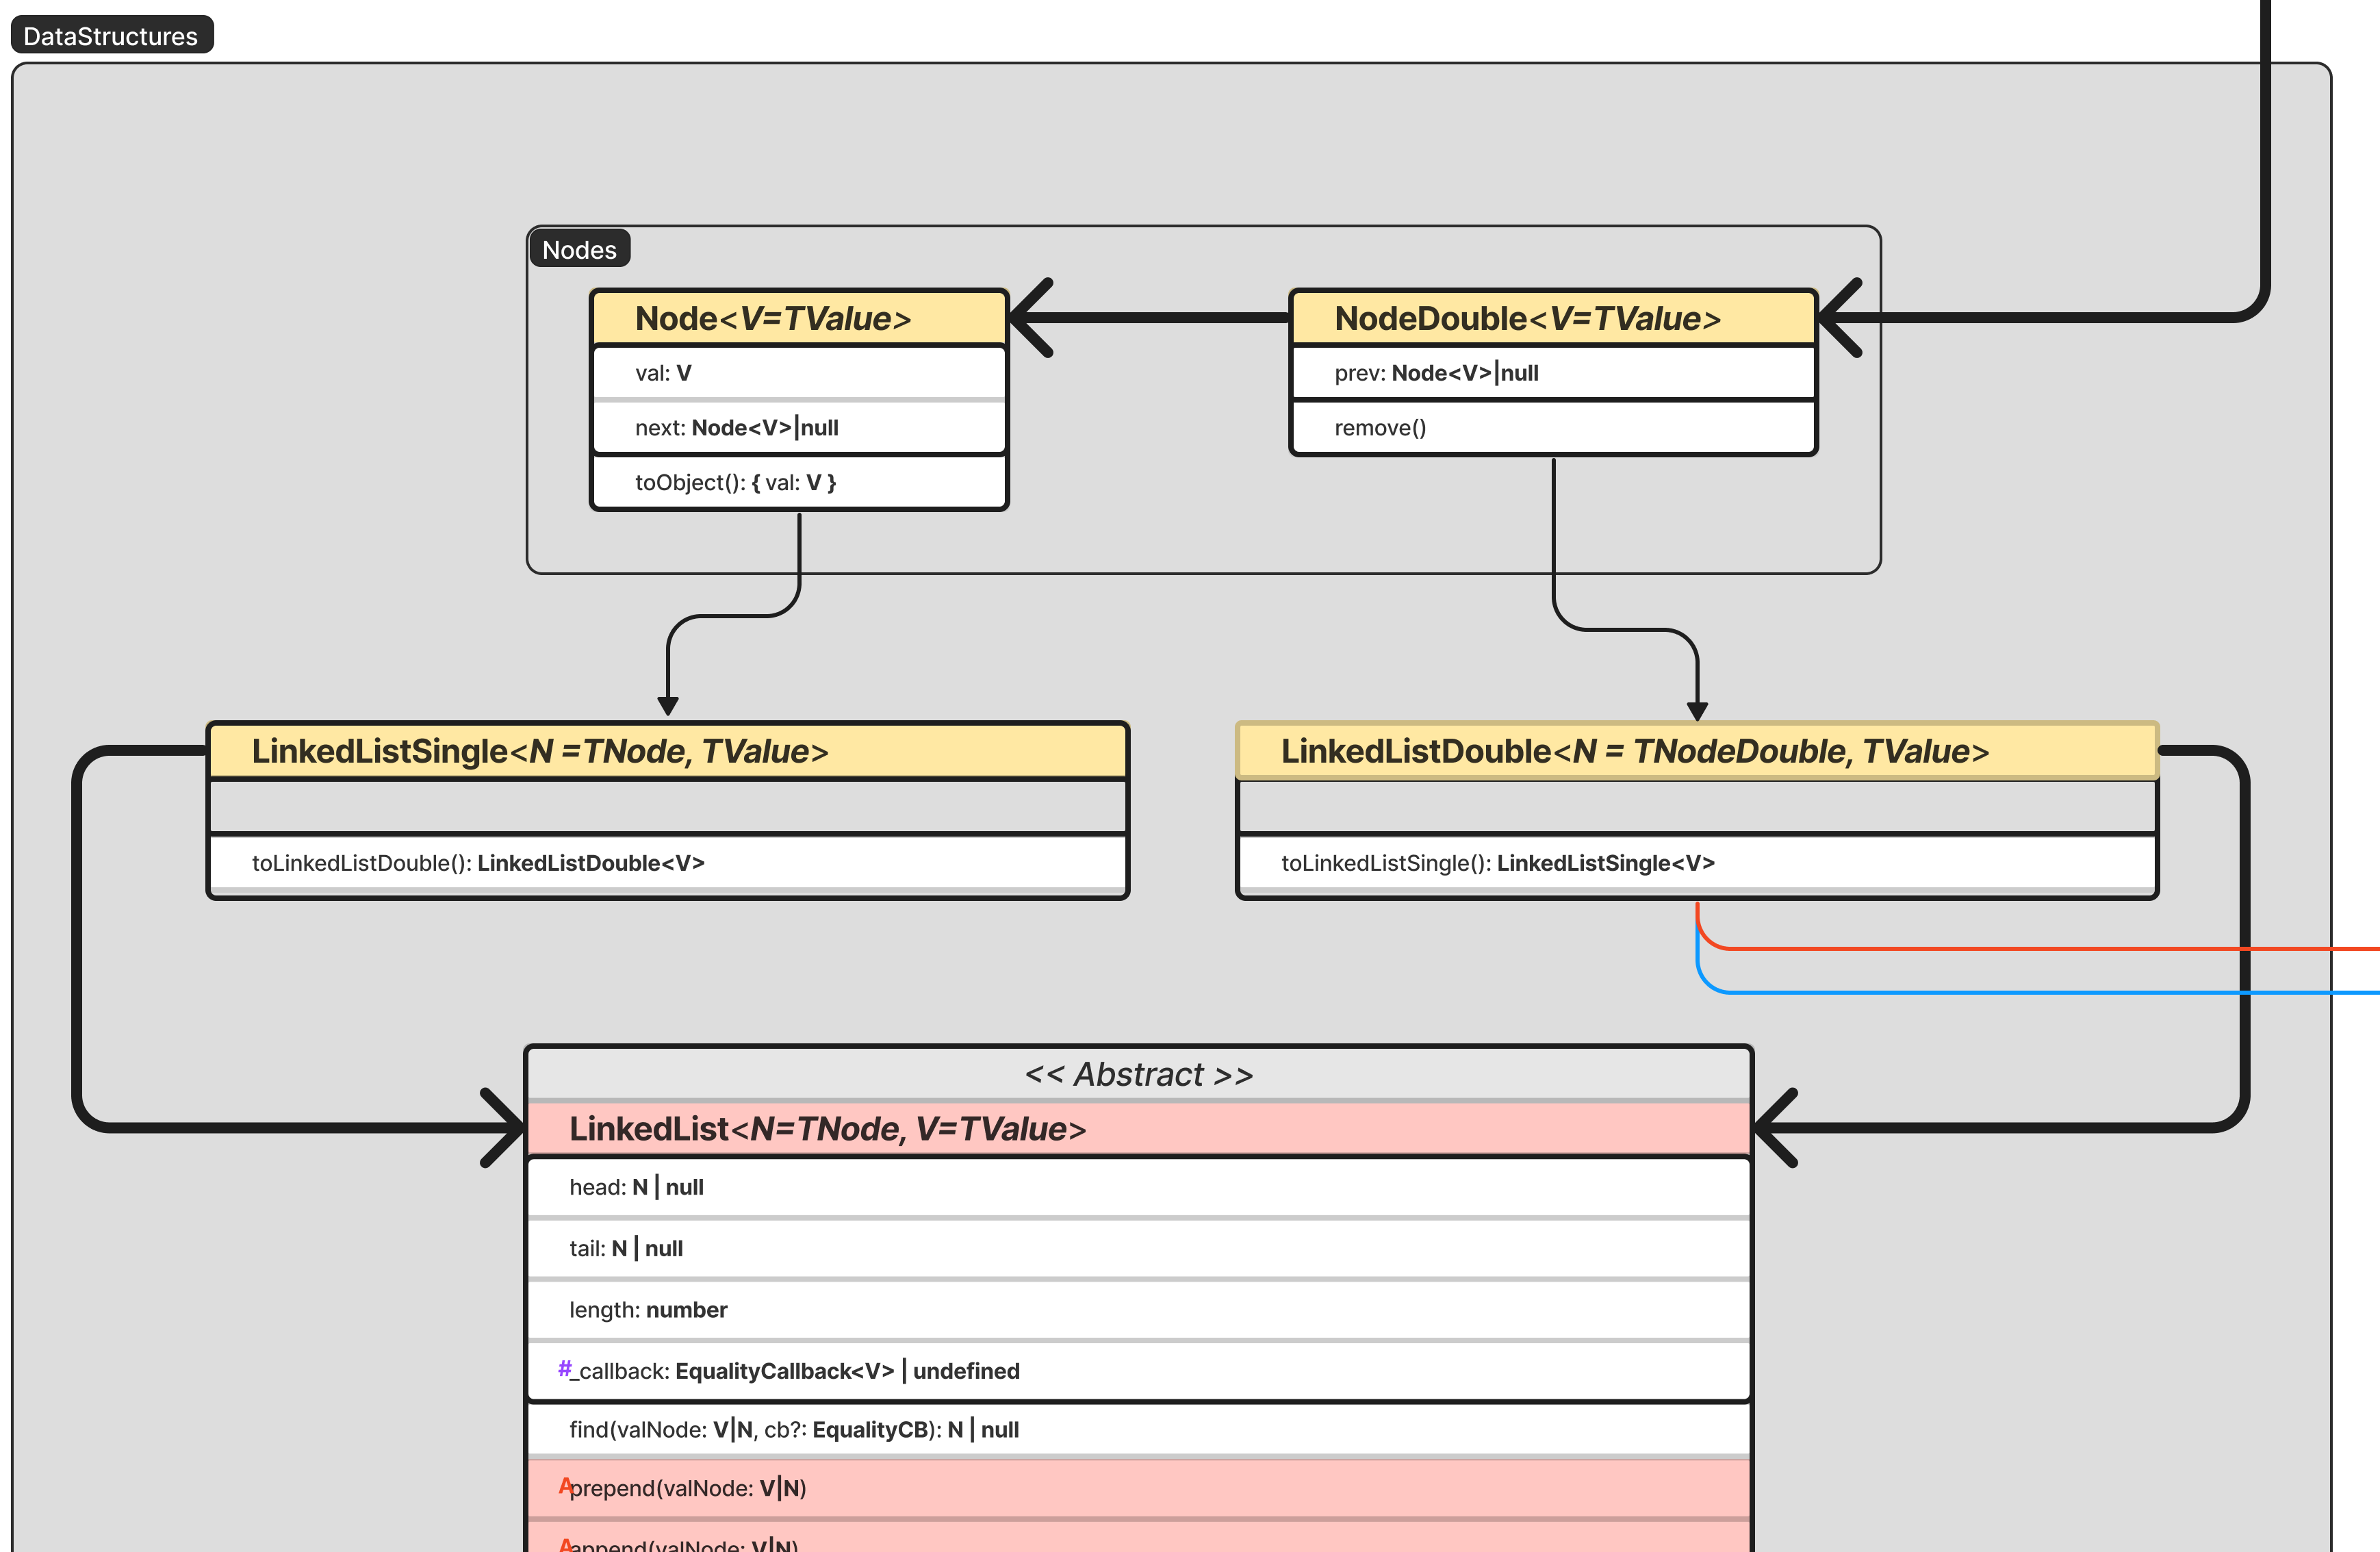 DataStructures
Nodes
Node<V=TValue>
val: V
next: Node<V>|null
toObject(): { val: V }
NodeDouble<V=TValue>
prev: Node<V>|null
remove()
LinkedListSingle<N =TNode, TValue>
toLinkedListDouble(): LinkedListDouble<V>
LinkedListDouble<N = TNodeDouble, TValue>
toLinkedListSingle(): LinkedListSingle<V>
<< Abstract >>
LinkedList<N=TNode, V=TValue>
head: N | null
tail: N | null
length: number
#_callback: EqualityCallback<V> | undefined
find(valNode: V|N, cb?: EqualityCB): N | null
A prepend(valNode: V|N)
A append(valNode: V|N)